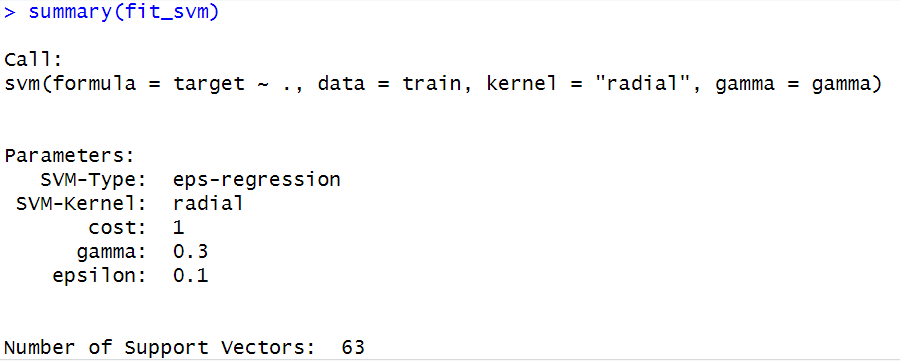 > summary(fit_svm)
Call:
svm(formula = target ~ ., data = train, kernel = "radial", gamma = gamma)
Parameters:
SVM-Type: eps-regression
SVM-Kernel: radial
cost: 1
gamma: 0.3
epsilon: 0.1
Number of Support Vectors: 63